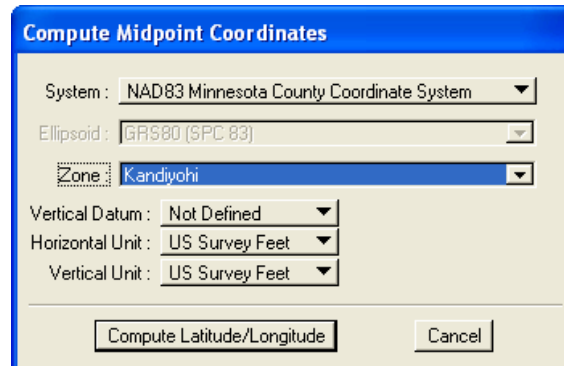 Compute Midpoint Coordinates
System : NAD83 Minnesota County Coordinate System
Ellipsoid : GRS80 (SPC 83)
Zone : Kandiyohi
Vertical Datum : Not Defined
Horizontal Unit : US Survey Feet
Vertical Unit : US Survey Feet
Compute Latitude/Longitude Cancel